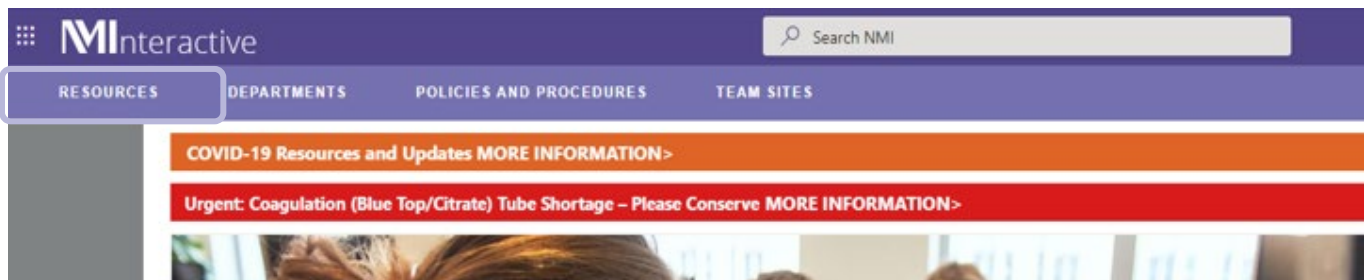 NMInteractive
Search NMI
RESOURCES DEPARTMENTS POLICIES AND PROCEDURES TEAM SITES
COVID-19 Resources and Updates MORE INFORMATION>
Urgent: Coagulation (Blue Top/Citrate) Tube Shortage – Please Conserve MORE INFORMATION>